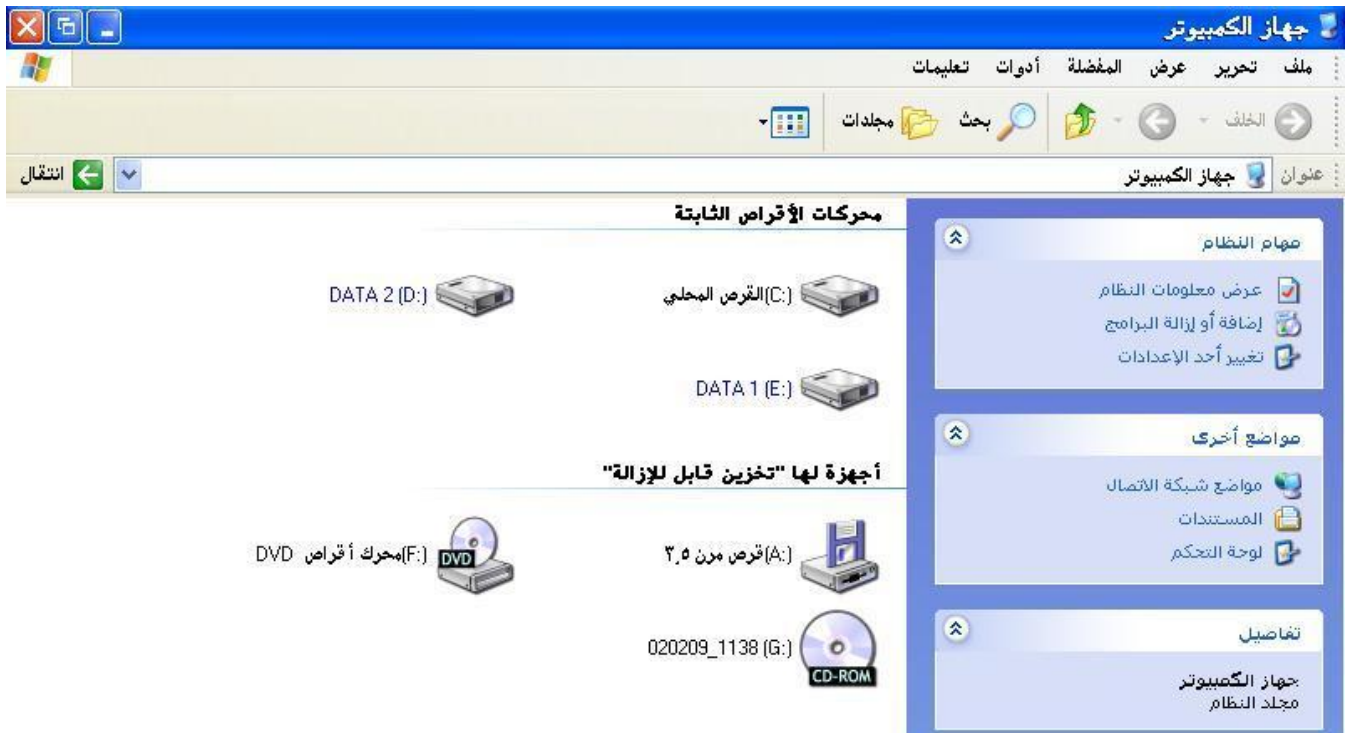 جهاز الكمبيوتر
ملف تحرير عرض المفضلة أدوات تعليمات
الخلف بحث مجلدات
عنوان جهاز الكمبيوتر انتقال
مهام النظام
عرض معلومات النظام
إضافة أو إزالة البرامج
تغيير أحد الإعدادات
مواضع أخرى
مواضع شبكة الاتصال
المستندات
لوحة التحكم
تفاصيل
جهاز الكمبيوتر
مجلد النظام
محركات الأقراص الثابتة
القرص المحلي(C:)
DATA 2 (D:)
DATA 1 (E:)
أجهزة لها "تخزين قابل للإزالة"
قرص مرن ٣٫٥(A:)
محرك أقراص DVD(F:)
DVD
020209_1138 (G:)
CD-ROM